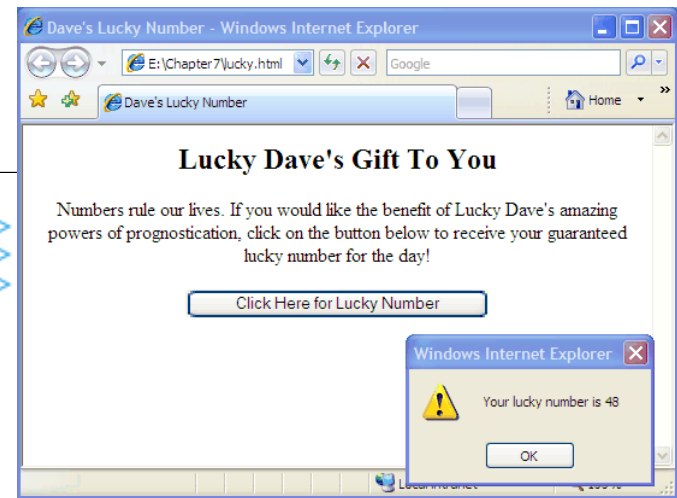 Dave's Lucky Number - Windows Internet Explorer
E:\Chapter7\lucky.html
Google
Dave's Lucky Number
Home
Lucky Dave's Gift To You
Numbers rule our lives. If you would like the benefit of Lucky Dave's amazing
powers of prognostication, click on the button below to receive your guaranteed
lucky number for the day!
Click Here for Lucky Number
Windows Internet Explorer
Your lucky number is 48
OK